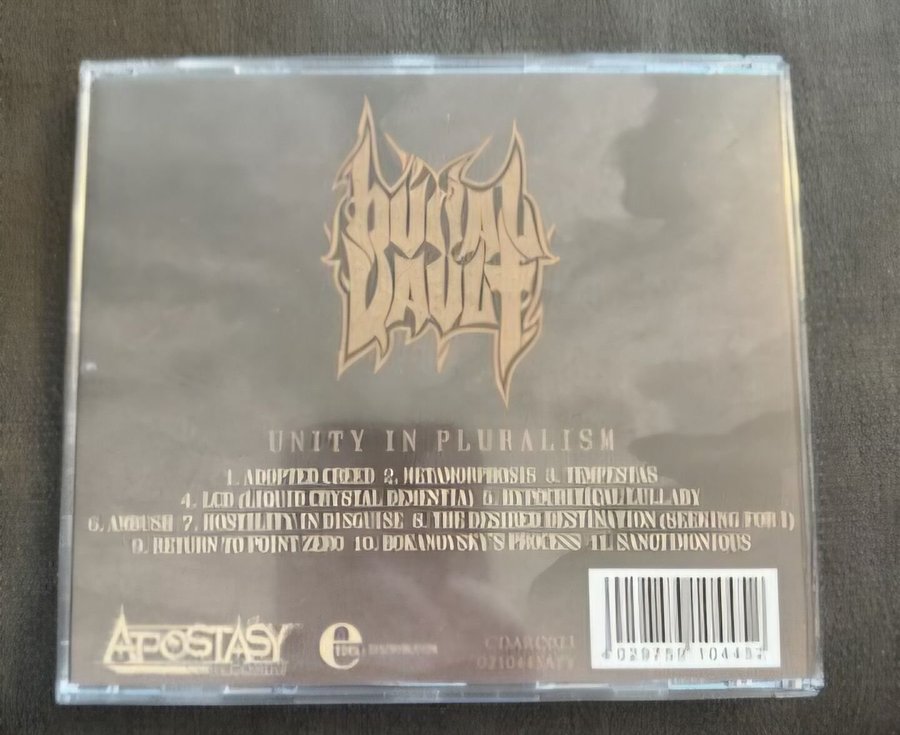 BURIAL
VAULT
UNITY IN PLURALISM
1. ADOPTED CREED 2. METAMORPHOSIS 3. TEMPESTAS
4. LCD (LIQUID CRYSTAL DEMENTIA) 5. HYPOCRITICAL LULLABY
6. AMBUSH 7. HOSTILITY IN DISGUISE 8. THE DESIRED DESTINATION (SEEKING FOR I)
9. RETURN TO POINT ZERO 10. BOKANOVSKY'S PROCESS 11. SANCTIMONIOUS
APOSTASY
e